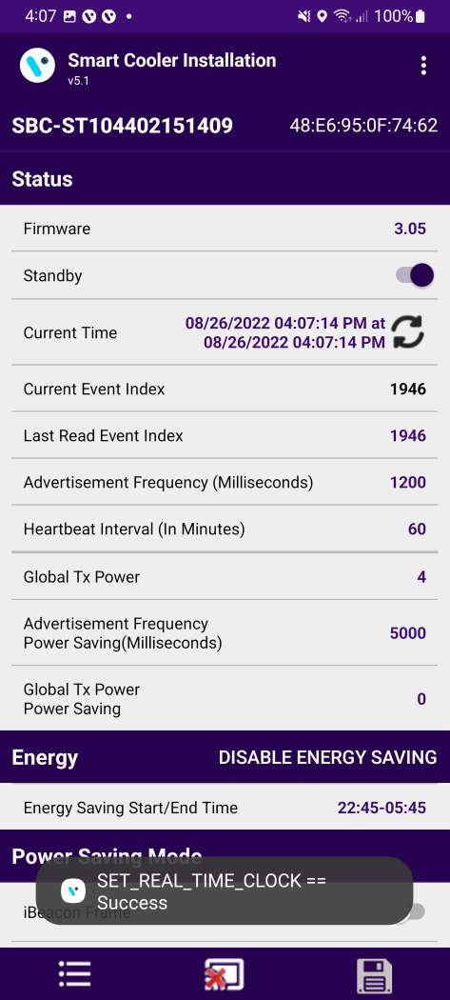 4:07 100%
Smart Cooler Installation
v5.1
SBC-ST104402151409 48:E6:95:0F:74:62
Status
Firmware 3.05
Standby
Current Time 08/26/2022 04:07:14 PM at
08/26/2022 04:07:14 PM
Current Event Index 1946
Last Read Event Index 1946
Advertisement Frequency (Milliseconds) 1200
Heartbeat Interval (In Minutes) 60
Global Tx Power 4
Advertisement Frequency
Power Saving(Milliseconds) 5000
Global Tx Power
Power Saving 0
Energy DISABLE ENERGY SAVING
Energy Saving Start/End Time 22:45-05:45
Power Saving Mode
SET_REAL_TIME_CLOCK ==
Success
iBeacon Frame